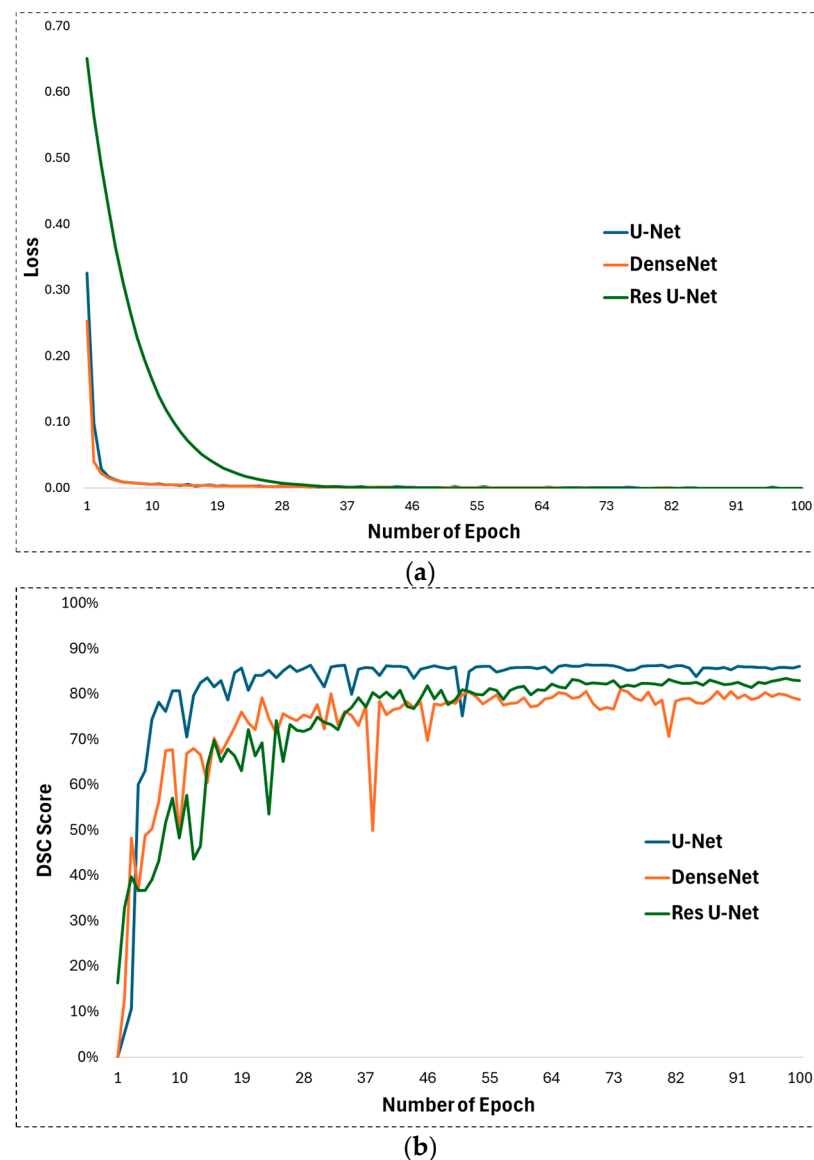 0.70
0.60
0.50
0.40
0.30
0.20
0.10
0.00
Loss
1 10 19 28 37 46 55 64 73 82 91 100
Number of Epoch
U-Net
DenseNet
Res U-Net
(a)
100%
90%
80%
70%
60%
50%
40%
30%
20%
10%
0%
DSC Score
1 10 19 28 37 46 55 64 73 82 91 100
Number of Epoch
U-Net
DenseNet
Res U-Net
(b)